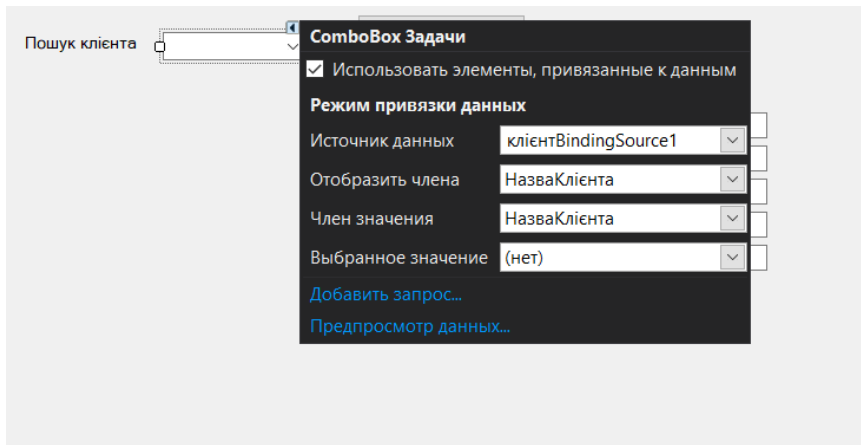 Пошук клієнта
ComboBox Задачи
Использовать элементы, привязанные к данным
Режим привязки данных
Источник данных клієнтBindingSource1
Отобразить члена НазваКлієнта
Член значения НазваКлієнта
Выбранное значение (нет)
Добавить запрос...
Предпросмотр данных...